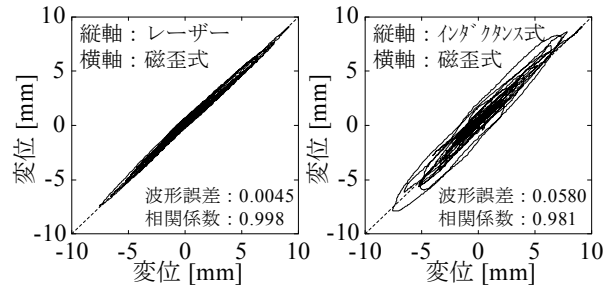 縦軸：レーザー
横軸：磁歪式
10
5
0
-5
-10
変位 [mm]
波形誤差：0.0045
相関係数：0.998
-10 -5 0 5 10
変位 [mm]
縦軸：ｲﾝﾀﾞｸﾀﾝｽ式
横軸：磁歪式
10
5
0
-5
-10
変位 [mm]
波形誤差：0.0580
相関係数：0.981
-10 -5 0 5 10
変位 [mm]